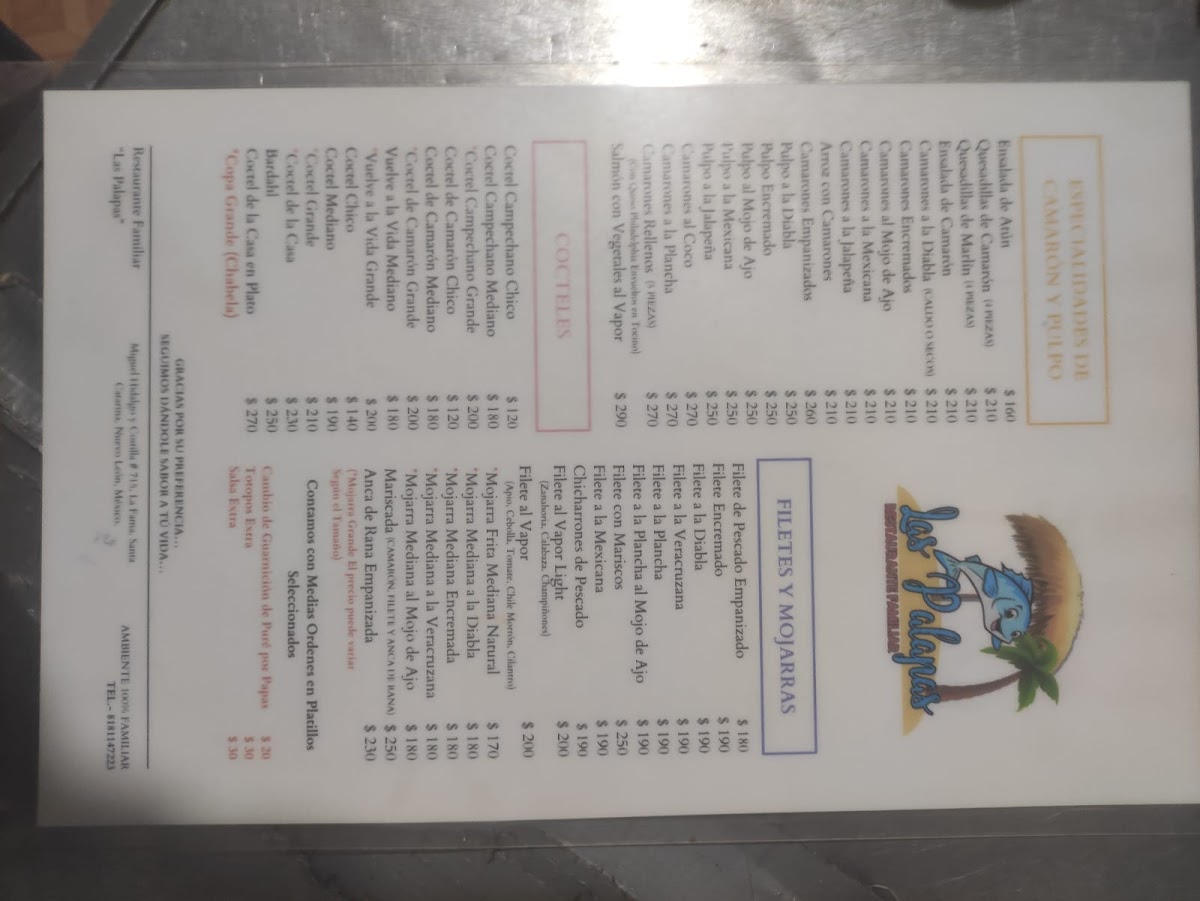 ESPECIALIDADES DE
CAMARÓN Y PULPO
Ensalada de Atún $ 160
Quesadillas de Camarón (4 PIEZAS) $ 210
Quesadillas de Marlin (4 PIEZAS) $ 210
Ensalada de Camarón $ 210
Camarones a la Diabla (CALDO O SECOS) $ 210
Camarones Encremados $ 210
Camarones al Mojo de Ajo $ 210
Camarones a la Mexicana $ 210
Camarones a la Jalapeña $ 210
Arroz con Camarones $ 210
Camarones Empanizados $ 260
Pulpo a la Diabla $ 250
Pulpo Encremado $ 250
Pulpo al Mojo de Ajo $ 250
Pulpo a la Mexicana $ 250
Pulpo a la Jalapeña $ 250
Camarones al Coco $ 270
Camarones a la Plancha $ 270
Camarones Rellenos (5 PIEZAS) $ 270
(Con Queso Philadelphia Envueltos en Tocino)
Salmón con Vegetales al Vapor $ 290
COCTELES
Coctel Campechano Chico $ 120
Coctel Campechano Mediano $ 180
*Coctel Campechano Grande $ 200
Coctel de Camarón Chico $ 120
Coctel de Camarón Mediano $ 180
*Coctel de Camarón Grande $ 200
Vuelve a la Vida Mediano $ 180
*Vuelve a la Vida Grande $ 200
Coctel Chico $ 140
Coctel Mediano $ 190
*Coctel Grande $ 210
*Coctel de la Casa $ 230
Bardahl $ 250
Coctel de la Casa en Plato $ 270
*Copa Grande (Chabela)
Las Palapas
RESTAURANTE FAMILIAR
FILETES Y MOJARRAS
Filete de Pescado Empanizado $ 180
Filete Encremado $ 190
Filete a la Diabla $ 190
Filete a la Veracruzana $ 190
Filete a la Plancha $ 190
Filete a la Plancha al Mojo de Ajo $ 190
Filete con Mariscos $ 250
Filete a la Mexicana $ 190
Chicharrones de Pescado $ 190
Filete al Vapor Light $ 200
(Zanahoria, Calabaza, Champiñones)
Filete al Vapor $ 200
(Apio, Cebolla, Tomate, Chile Morrón, Cilantro)
*Mojarra Frita Mediana Natural $ 170
*Mojarra Mediana a la Diabla $ 180
*Mojarra Mediana Encremada $ 180
*Mojarra Mediana a la Veracruzana $ 180
*Mojarra Mediana al Mojo de Ajo $ 180
Mariscada (CAMARON, FILETE Y ANCA DE RANA) $ 250
Anca de Rana Empanizada $ 230
(*Mojarra Grande El precio puede variar
Según el Tamaño)
Contamos con Medias Ordenes en Platillos
Seleccionados
Cambio de Guarnición de Puré por Papas $ 20
Totopos Extra $ 30
Salsa Extra $ 30
GRACIAS POR SU PREFERENCIA...
SEGUIMOS DÁNDOLE SABOR A TÚ VIDA...
Restaurante Familiar
"Las Palapas"
Miguel Hidalgo y Costilla # 715, La Fama, Santa
Catarina, Nuevo León, México.
AMBIENTE 100% FAMILIAR
TEL.- 8181147223